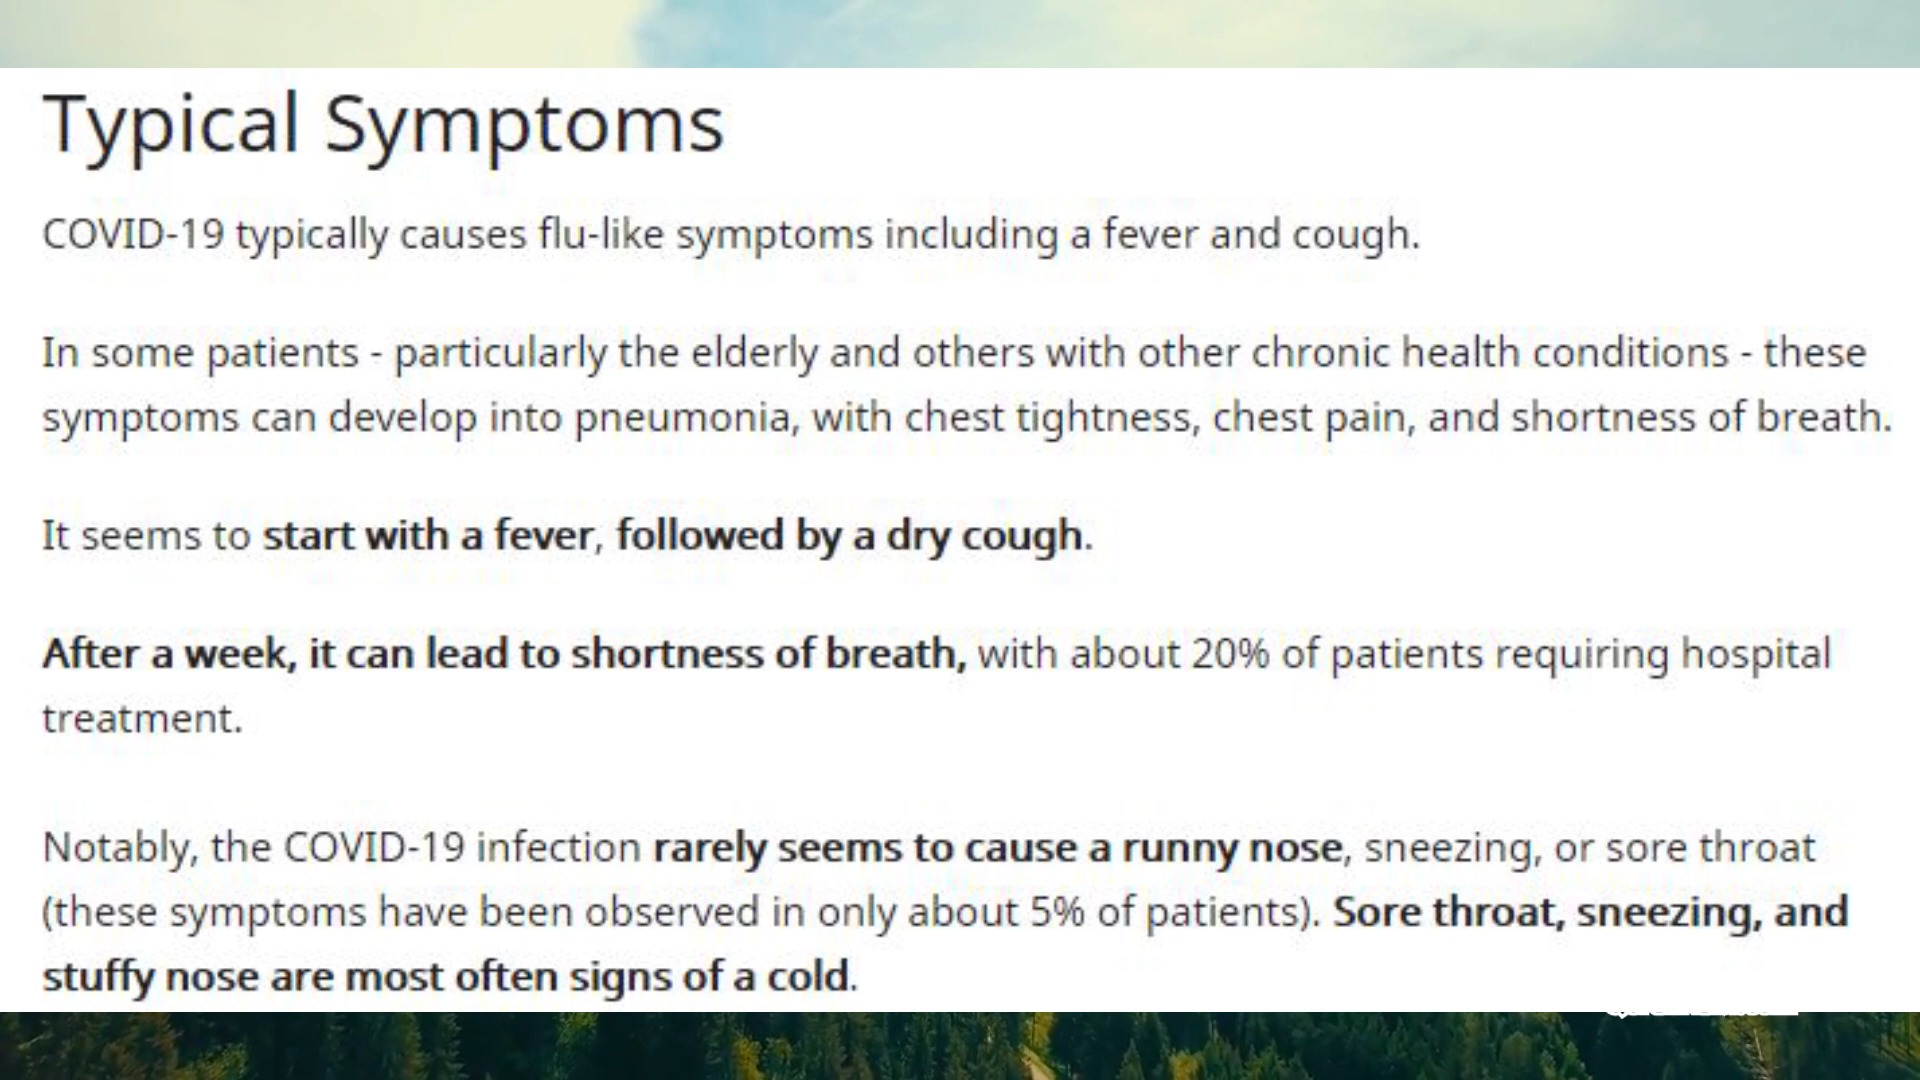 Typical Symptoms
COVID-19 typically causes flu-like symptoms including a fever and cough.
In some patients - particularly the elderly and others with other chronic health conditions - these
symptoms can develop into pneumonia, with chest tightness, chest pain, and shortness of breath.
It seems to start with a fever, followed by a dry cough.
After a week, it can lead to shortness of breath, with about 20% of patients requiring hospital
treatment.
Notably, the COVID-19 infection rarely seems to cause a runny nose, sneezing, or sore throat
(these symptoms have been observed in only about 5% of patients). Sore throat, sneezing, and
stuffy nose are most often signs of a cold.